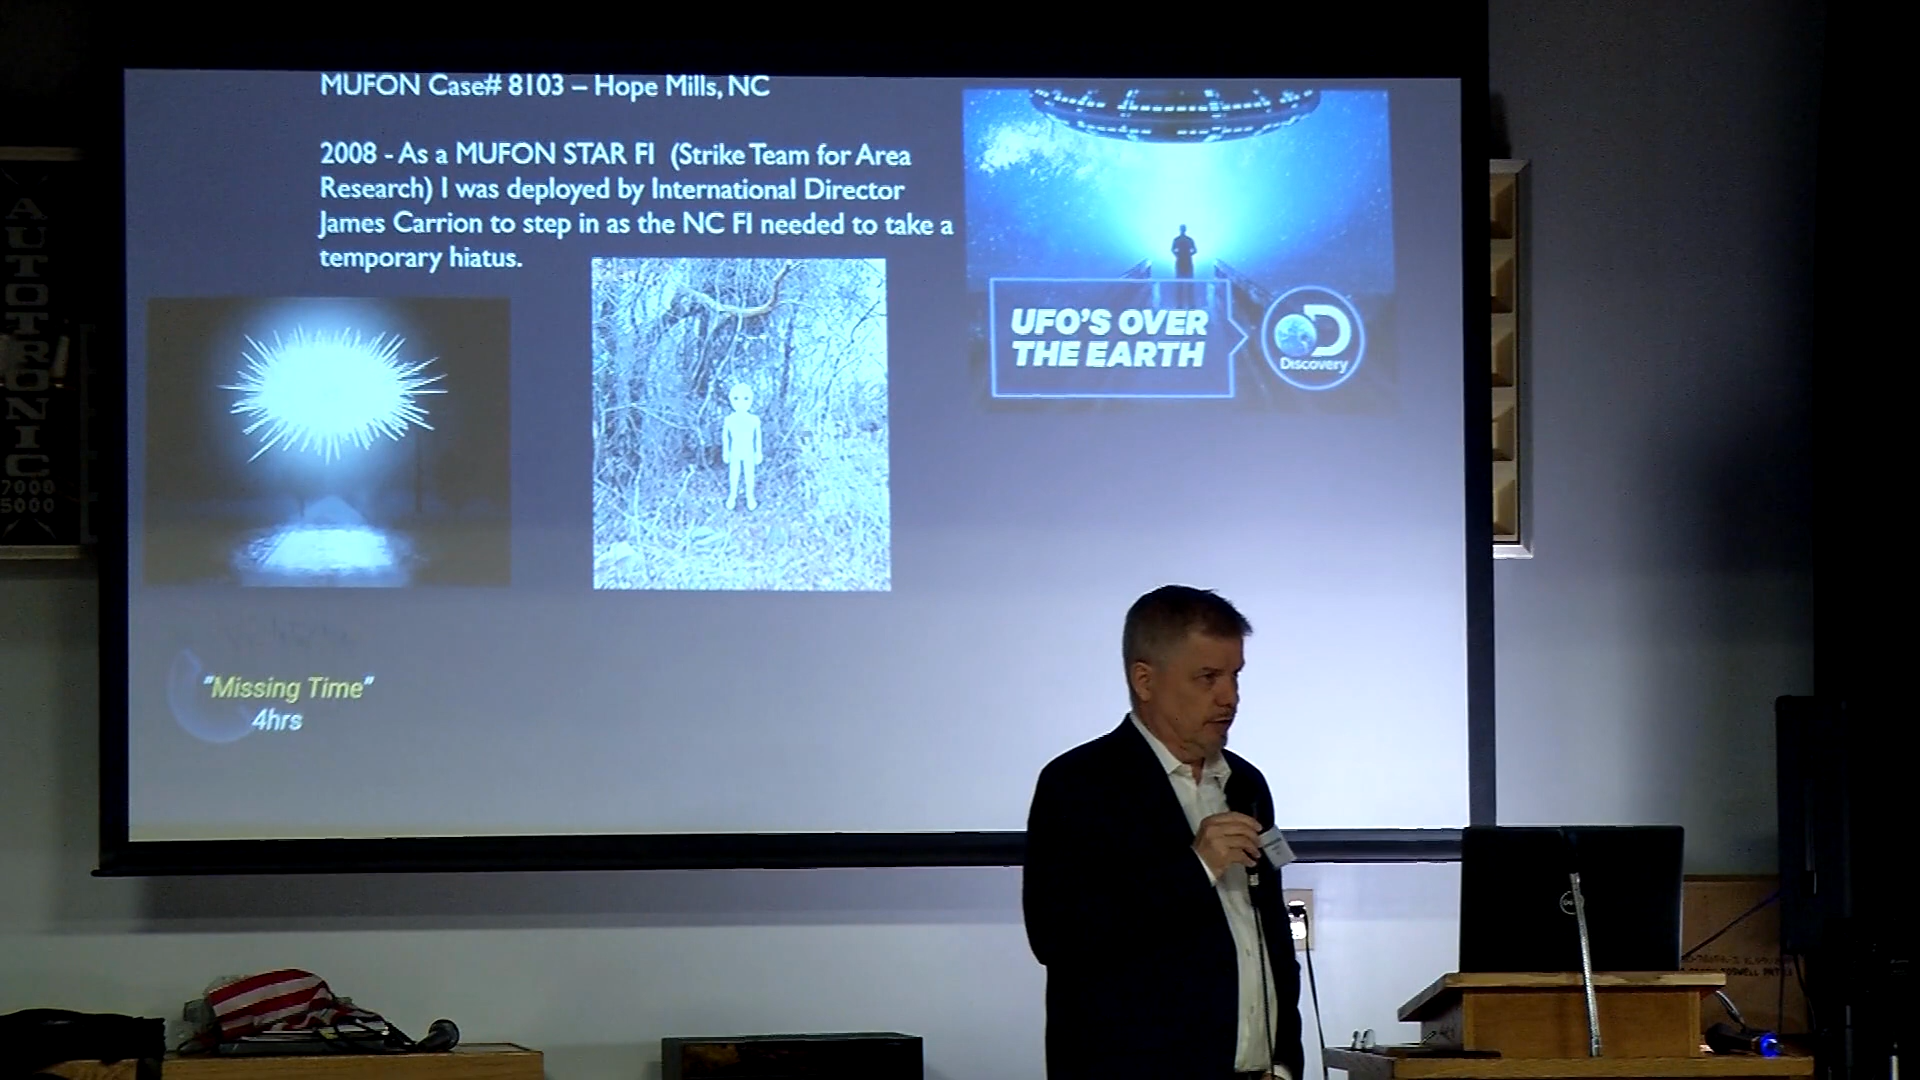 MUFON Case# 8103 – Hope Mills, NC
2008 - As a MUFON STAR FI (Strike Team for Area
Research) I was deployed by International Director
James Carrion to step in as the NC FI needed to take a
temporary hiatus.
UFO'S OVER
THE EARTH
Discovery
"Missing Time"
4hrs
AUTOTRONIC
7000
5000